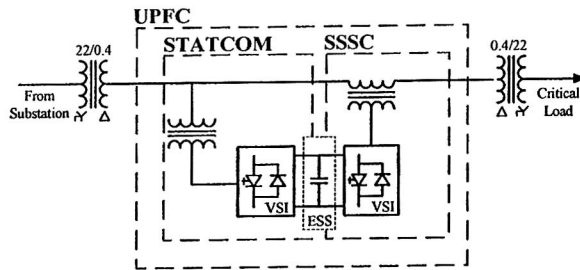 UPFC
STATCOM
SSSC
22/0.4
0.4/22
From
Substation
Y
Δ
Critical
Load
Δ
Y
VSI
ESS
VSI